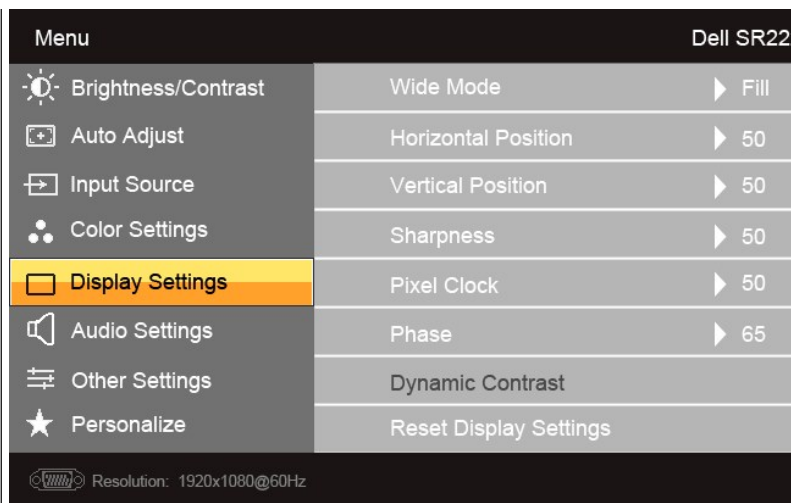 Menu
Dell SR22
Brightness/Contrast
Auto Adjust
Input Source
Color Settings
Display Settings
Audio Settings
Other Settings
Personalize
Wide Mode Fill
Horizontal Position 50
Vertical Position 50
Sharpness 50
Pixel Clock 50
Phase 65
Dynamic Contrast
Reset Display Settings
Resolution: 1920x1080@60Hz